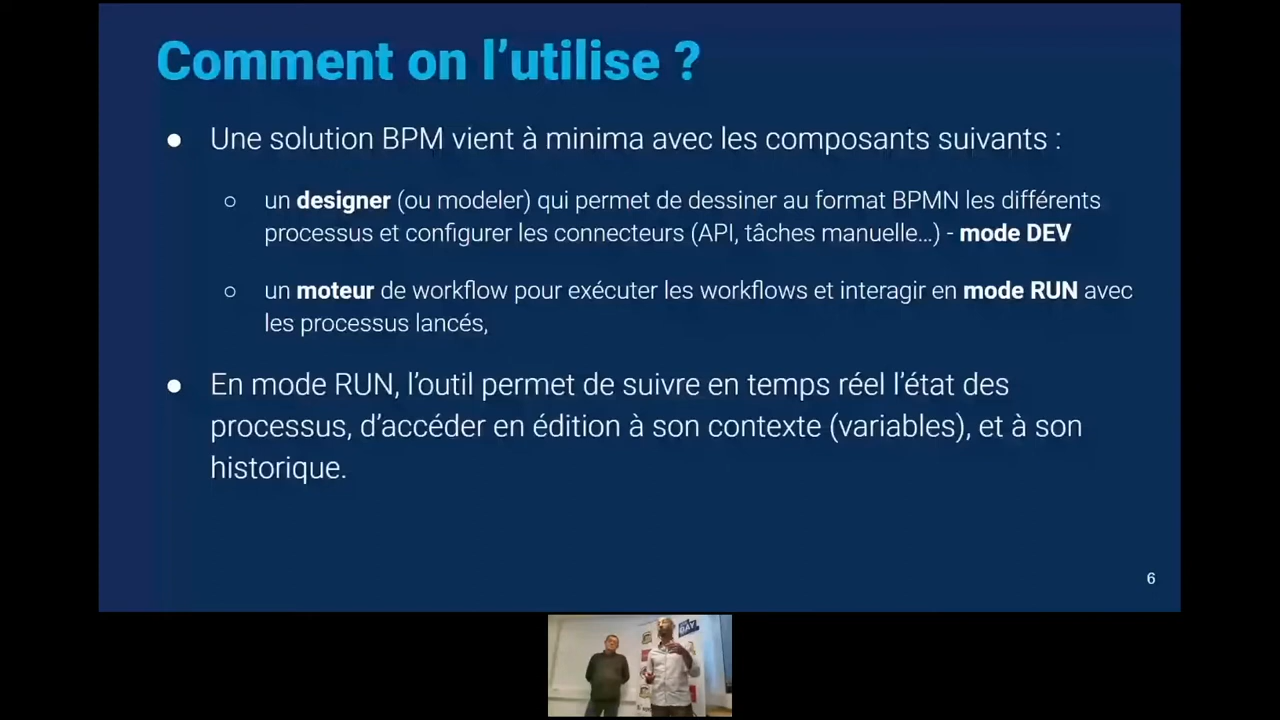 Comment on l’utilise ?
● Une solution BPM vient à minima avec les composants suivants :
○ un designer (ou modeler) qui permet de dessiner au format BPMN les différents
processus et configurer les connecteurs (API, tâches manuelle…) - mode DEV
○ un moteur de workflow pour exécuter les workflows et interagir en mode RUN avec
les processus lancés,
● En mode RUN, l’outil permet de suivre en temps réel l’état des
processus, d’accéder en édition à son contexte (variables), et à son
historique.
6